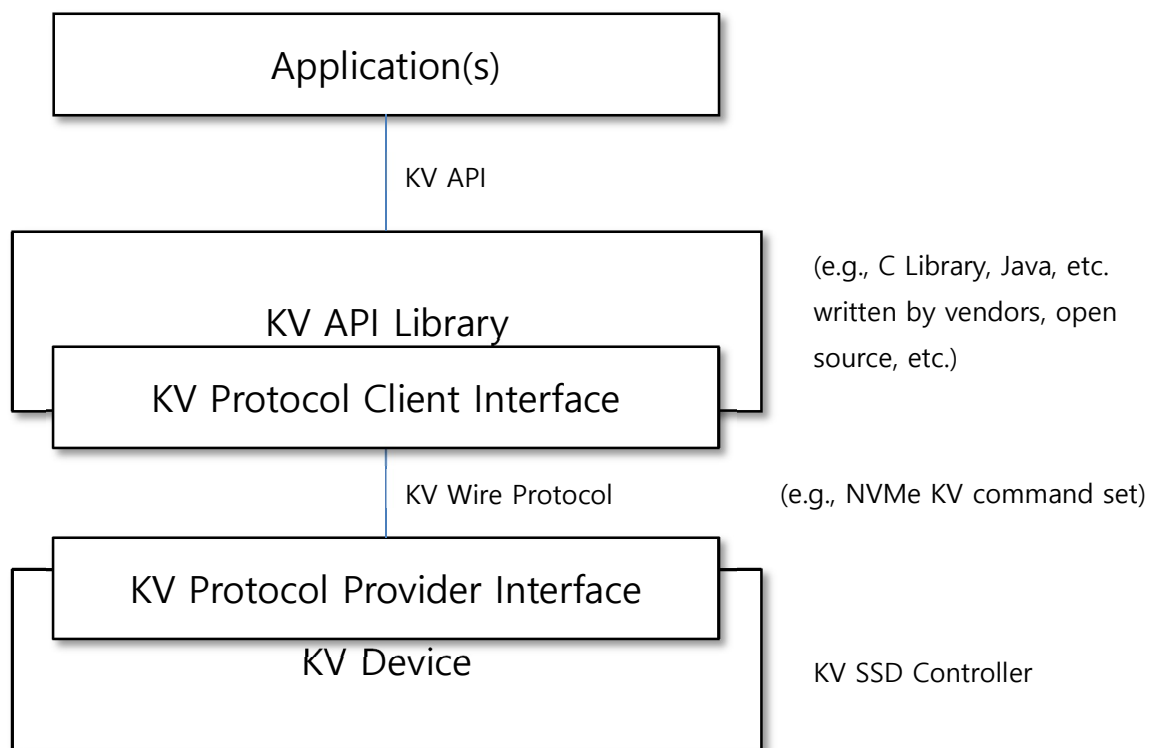 Application(s)
KV API
(e.g., C Library, Java, etc.
written by vendors, open
source, etc.)
KV API Library
KV Protocol Client Interface
KV Wire Protocol
(e.g., NVMe KV command set)
KV Protocol Provider Interface
KV Device
KV SSD Controller